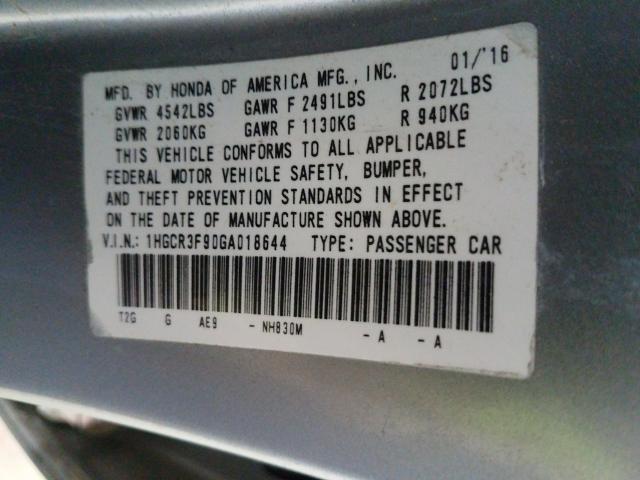 MFD. BY HONDA OF AMERICA MFG., INC. 01/'16
GVWR 4542LBS GAWR F 2491LBS R 2072LBS
GVWR 2060KG GAWR F 1130KG R 940KG
THIS VEHICLE CONFORMS TO ALL APPLICABLE
FEDERAL MOTOR VEHICLE SAFETY, BUMPER,
AND THEFT PREVENTION STANDARDS IN EFFECT
ON THE DATE OF MANUFACTURE SHOWN ABOVE.
V.I.N.: 1HGCR3F90GA018644 TYPE: PASSENGER CAR
T2G G AE9 - NH830M - A - A